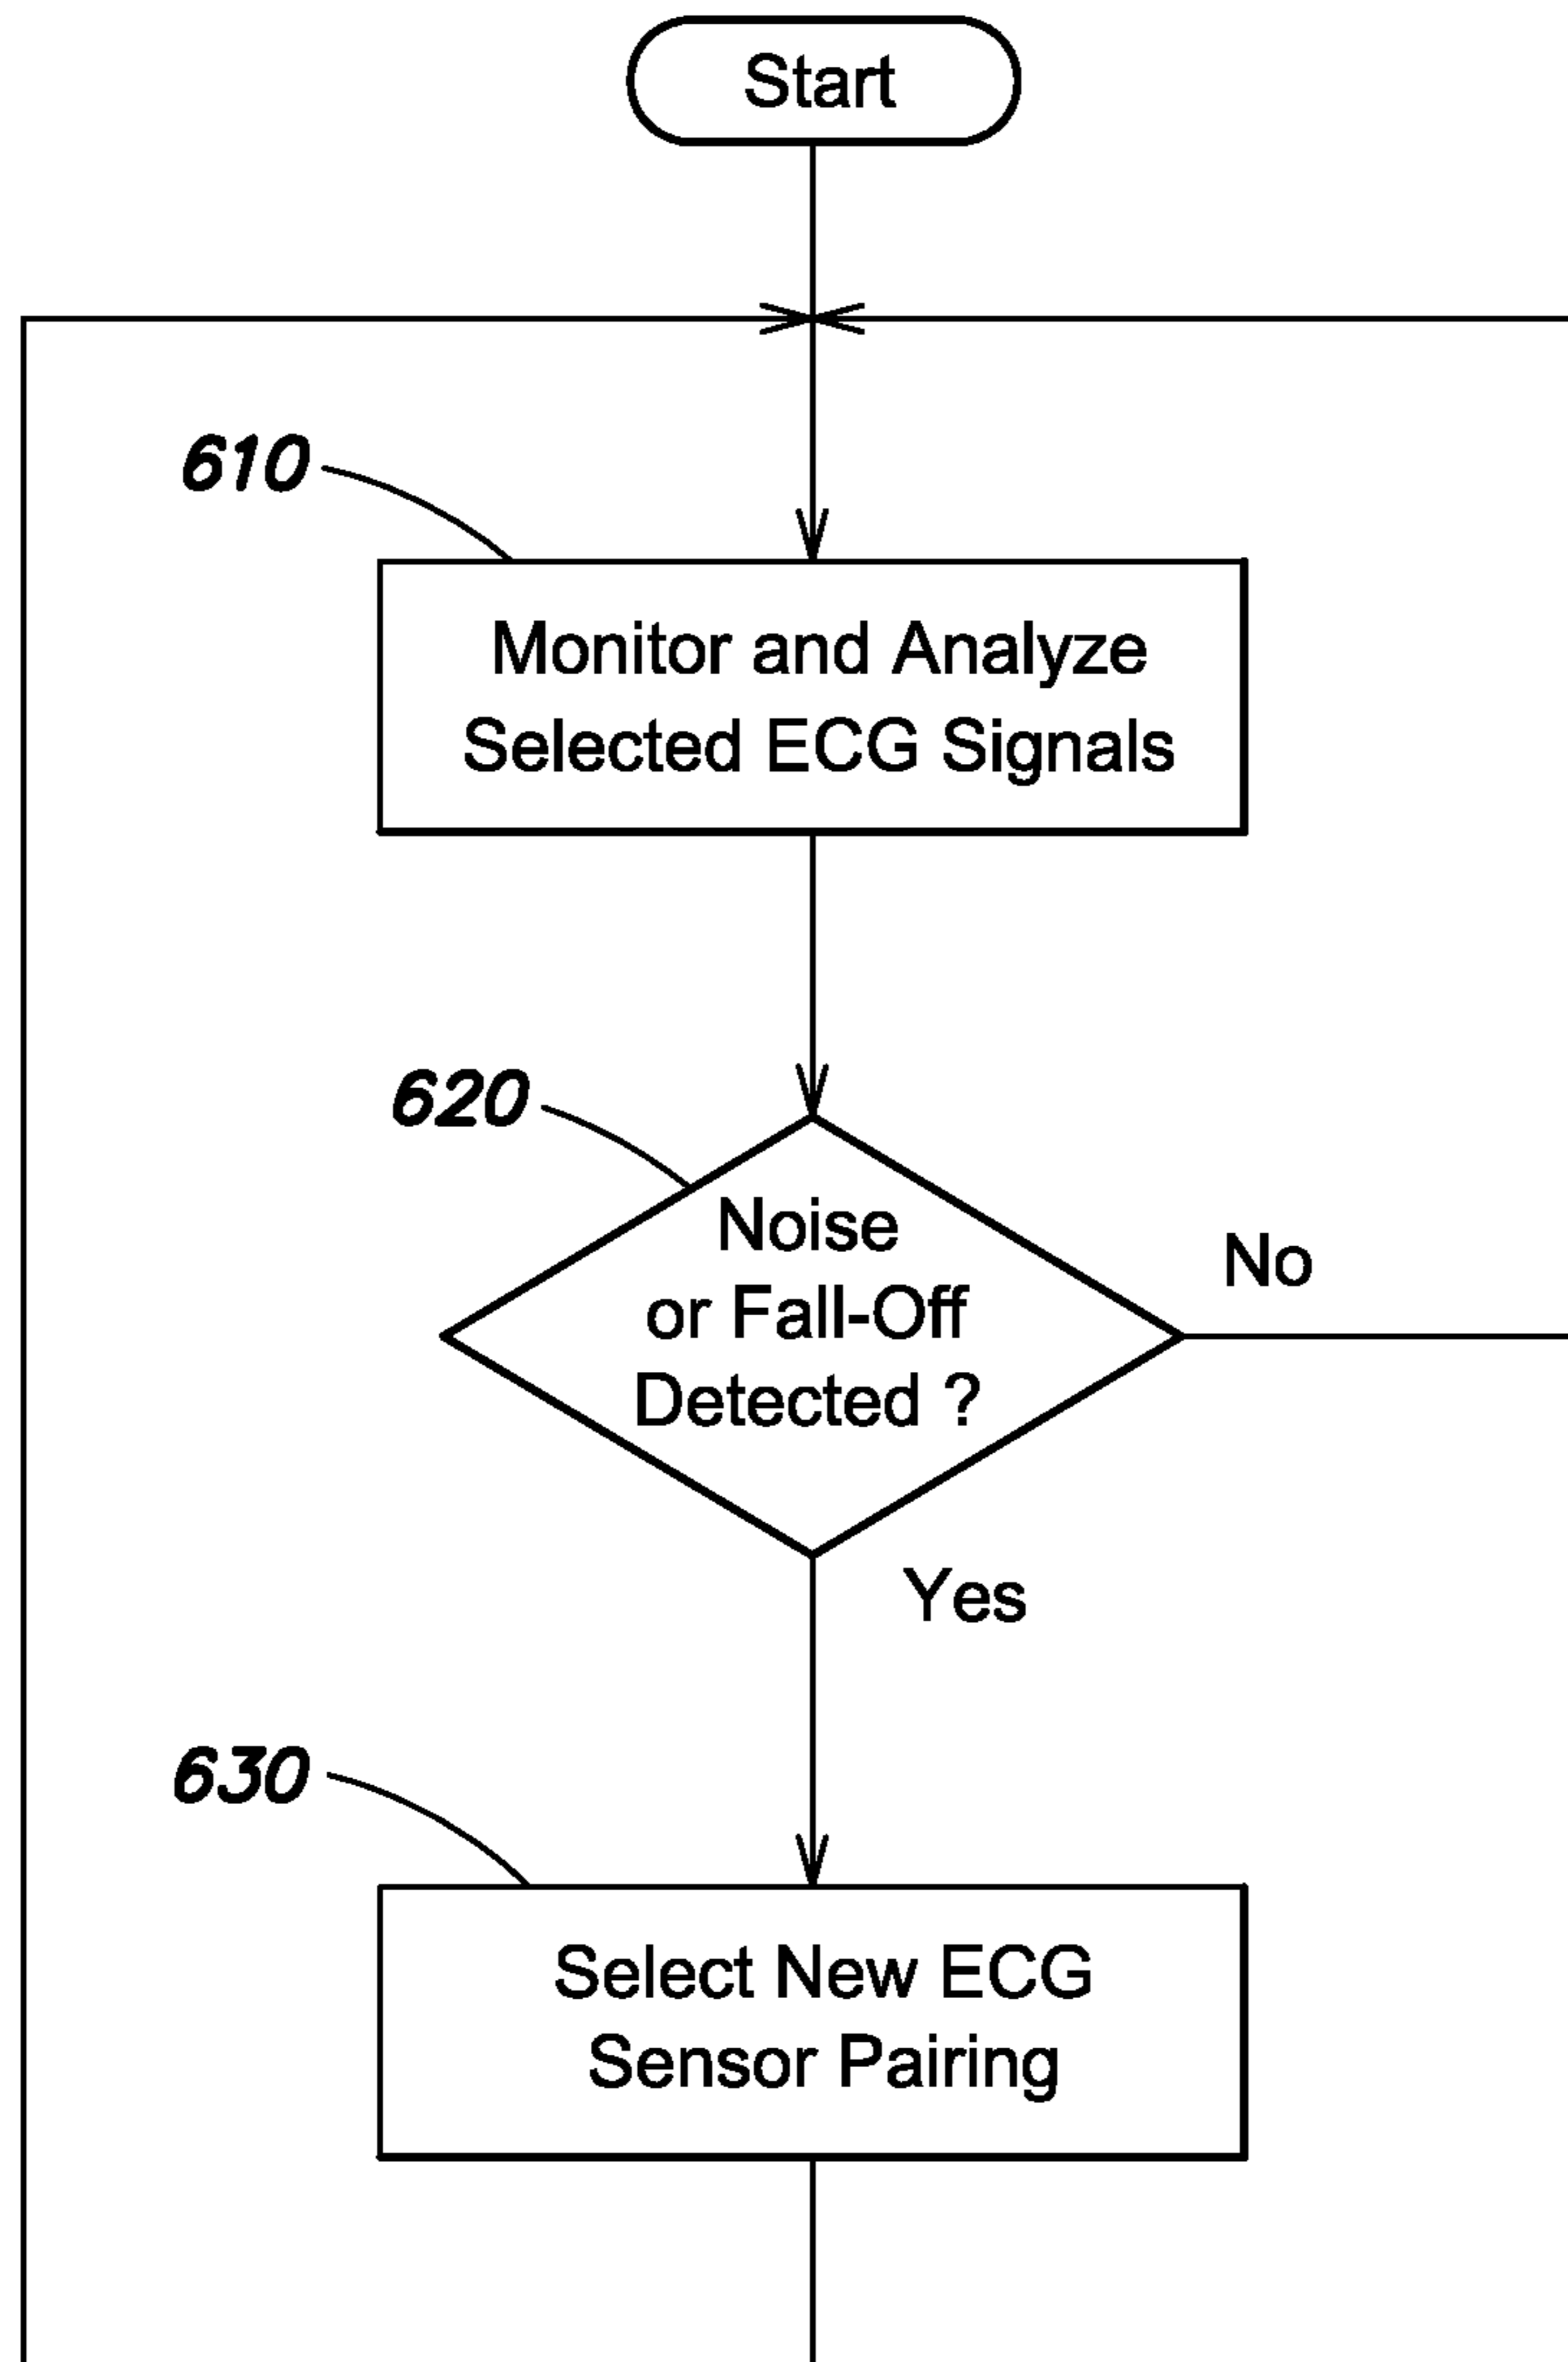 Start
610
Monitor and Analyze
Selected ECG Signals
620
Noise
or Fall-Off
Detected ?
No
Yes
630
Select New ECG
Sensor Pairing